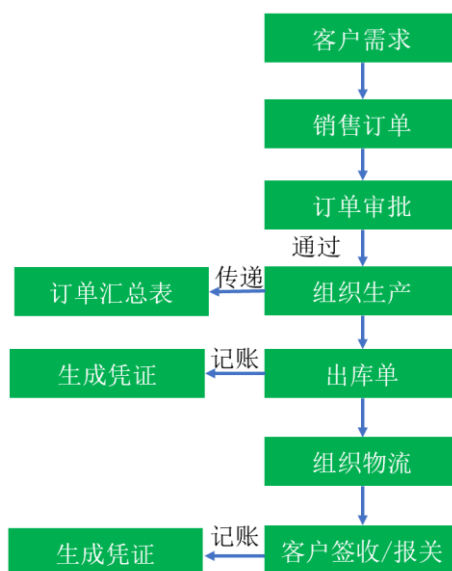 客户需求
销售订单
订单审批
通过
订单汇总表
传递
组织生产
生成凭证
记账
出库单
组织物流
生成凭证
记账
客户签收/报关